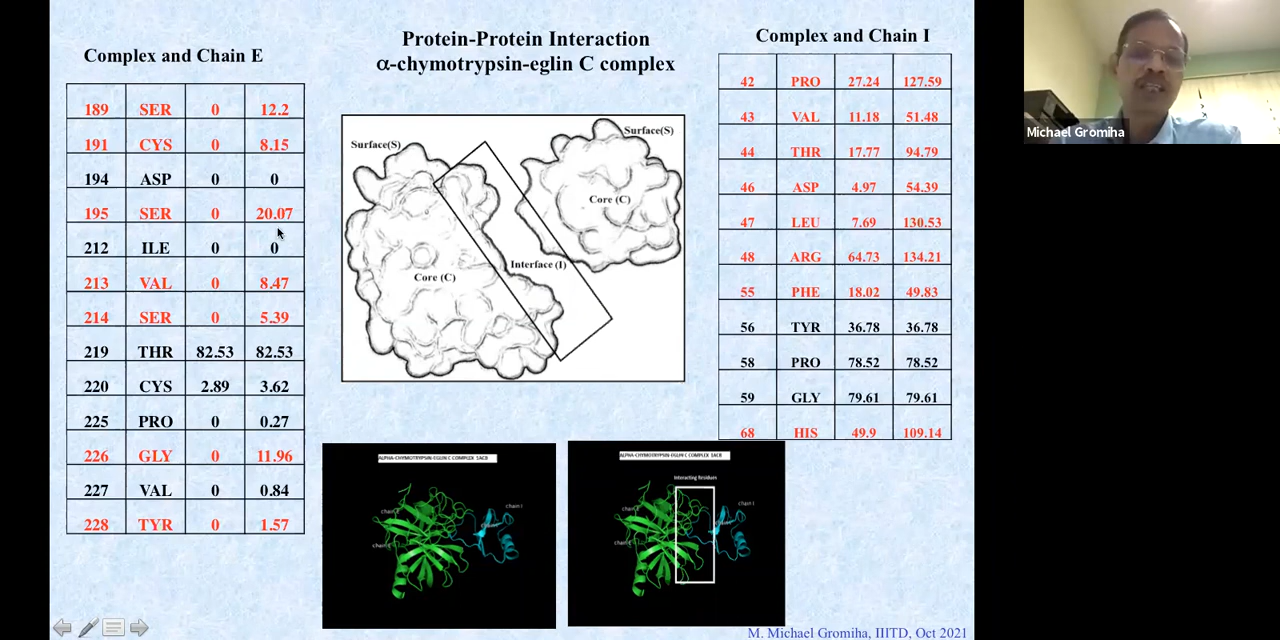 Protein-Protein Interaction
α-chymotrypsin-eglin C complex
Complex and Chain E
189 SER 0 12.2
191 CYS 0 8.15
194 ASP 0 0
195 SER 0 20.07
212 ILE 0 0
213 VAL 0 8.47
214 SER 0 5.39
219 THR 82.53 82.53
220 CYS 2.89 3.62
225 PRO 0 0.27
226 GLY 0 11.96
227 VAL 0 0.84
228 TYR 0 1.57
Surface(S)
Surface(S)
Core (C)
Interface (I)
Core (C)
Complex and Chain I
42 PRO 27.24 127.59
43 VAL 11.18 51.48
44 THR 17.77 94.79
46 ASP 4.97 54.39
47 LEU 7.69 130.53
48 ARG 64.73 134.21
55 PHE 18.02 49.83
56 TYR 36.78 36.78
58 PRO 78.52 78.52
59 GLY 79.61 79.61
68 HIS 49.9 109.14
ALPHA-CHYMOTRYPSIN-EGLIN C COMPLEX 1ACB
chain I
ALPHA-CHYMOTRYPSIN-EGLIN C COMPLEX 1ACB
Interacting Residues
chain I
M. Michael Gromiha, IIITD, Oct 2021
Michael Gromiha